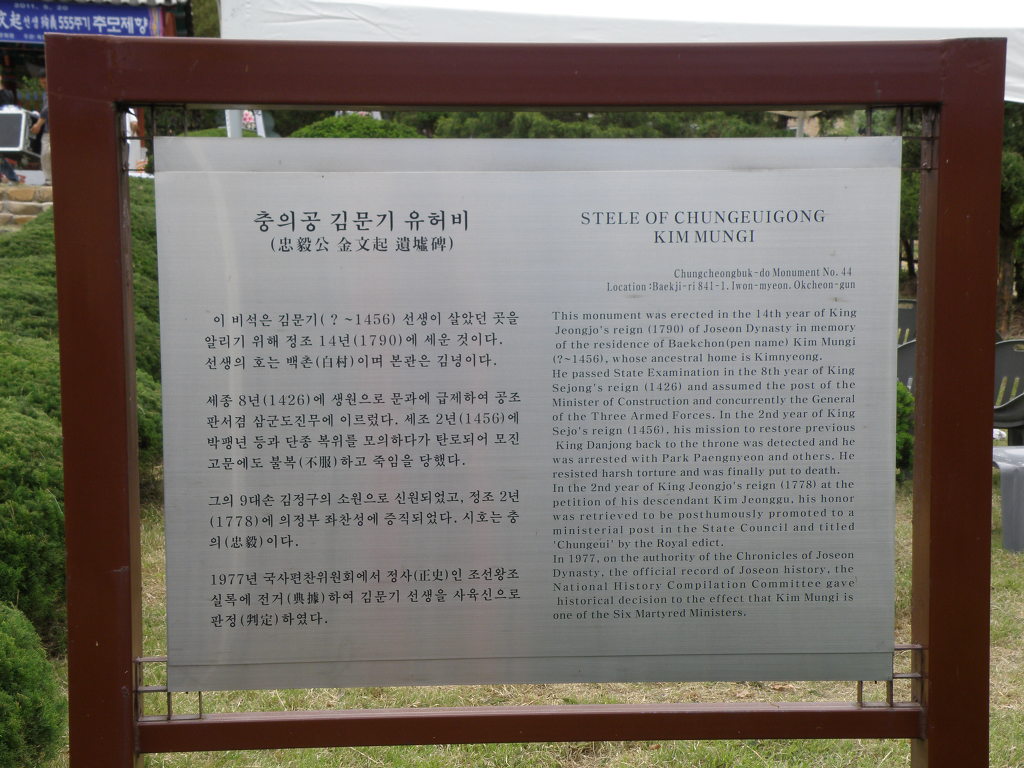 2011. 5. 20
文起 선생 殉義 555주기 추모제향
충의공 김문기 유허비
(忠毅公 金文起 遺墟碑)
이 비석은 김문기( ? ~1456) 선생이 살았던 곳을
알리기 위해 정조 14년(1790)에 세운 것이다.
선생의 호는 백촌(白村)이며 본관은 김녕이다.
세종 8년(1426)에 생원으로 문과에 급제하여 공조
판서겸 삼군도진무에 이르렀다. 세조 2년(1456)에
박팽년 등과 단종 복위를 모의하다가 탄로되어 모진
고문에도 불복(不服)하고 죽임을 당했다.
그의 9대손 김정구의 소원으로 신원되었고, 정조 2년
(1778)에 의정부 좌찬성에 증직되었다. 시호는 충
의(忠毅)이다.
1977년 국사편찬위원회에서 정사(正史)인 조선왕조
실록에 전거(典據)하여 김문기 선생을 사육신으로
판정(判定)하였다.
STELE OF CHUNGEUIGONG
KIM MUNGI
Chungcheongbuk-do Monument No. 44
Location :Baekji-ri 841-1. Iwon-myeon. Okcheon-gun
This monument was erected in the 14th year of King
Jeongjo's reign (1790) of Joseon Dynasty in memory
of the residence of Baekchon(pen name) Kim Mungi
(?~1456), whose ancestral home is Kimnyeong.
He passed State Examination in the 8th year of King
Sejong's reign (1426) and assumed the post of the
Minister of Construction and concurrently the General
of the Three Armed Forces. In the 2nd year of King
Sejo's reign (1456), his mission to restore previous
King Danjong back to the throne was detected and he
was arrested with Park Paengnyeon and others. He
resisted harsh torture and was finally put to death.
In the 2nd year of King Jeongjo's reign (1778) at the
petition of his descendant Kim Jeonggu, his honor
was retrieved to be posthumously promoted to a
ministerial post in the State Council and titled
'Chungeui' by the Royal edict.
In 1977, on the authority of the Chronicles of Joseon
Dynasty, the official record of Joseon history, the
National History Compilation Committee gave
historical decision to the effect that Kim Mungi is
one of the Six Martyred Ministers.